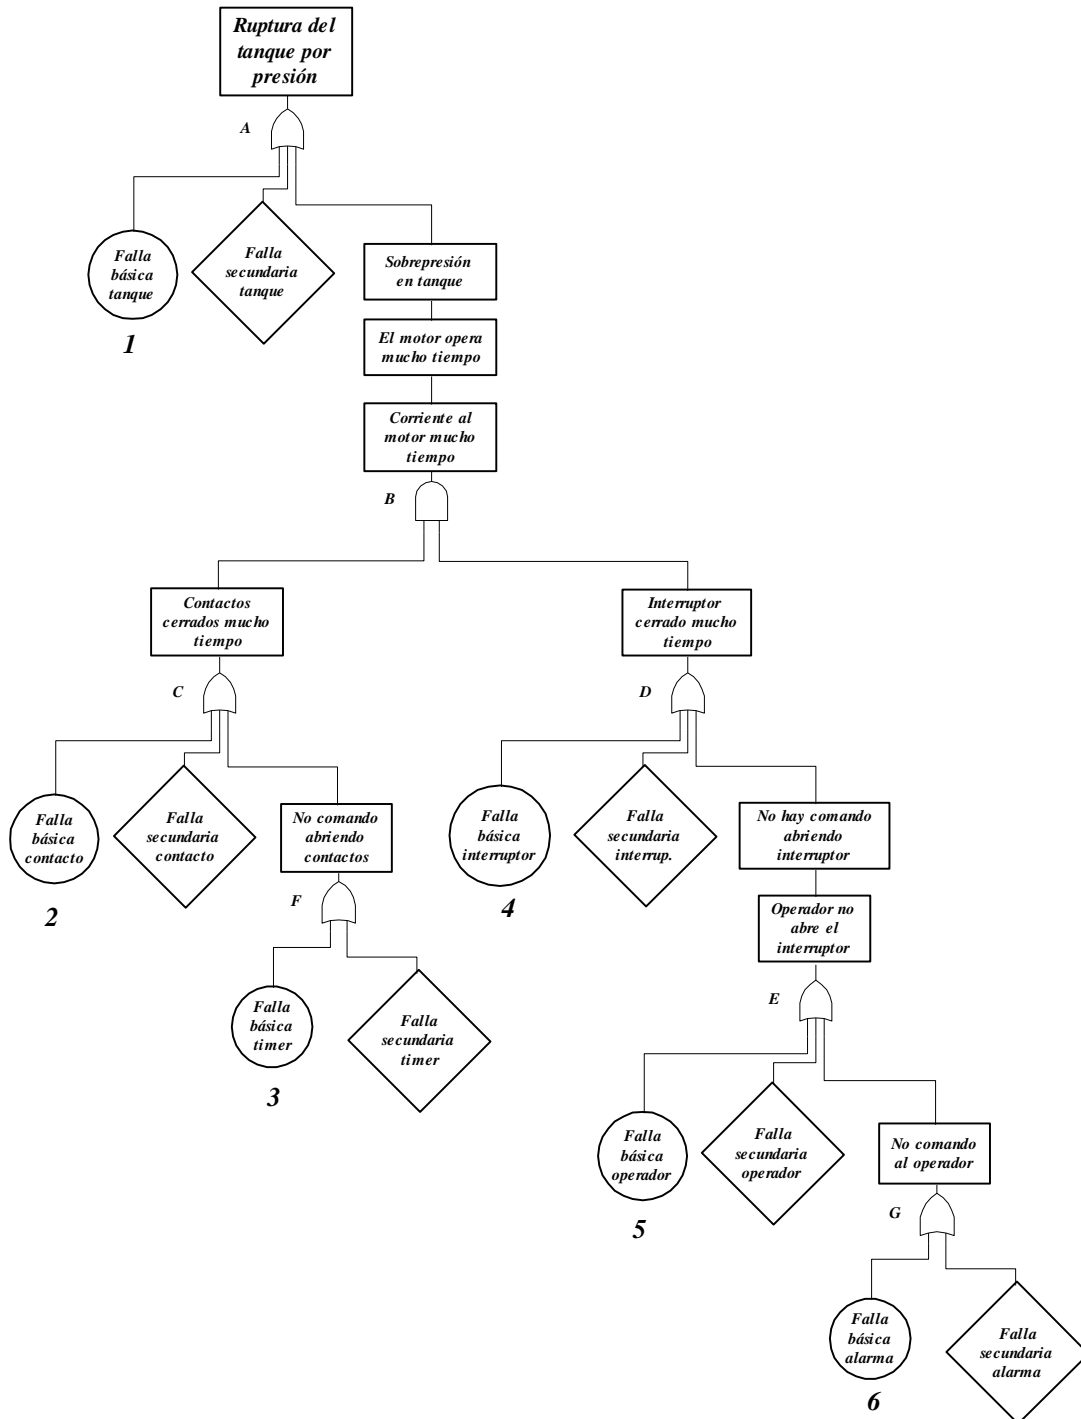 Ruptura del
tanque por
presión
A
Falla
básica
tanque
1
Falla
secundaria
tanque
Sobrepresión
en tanque
El motor opera
mucho tiempo
Corriente al
motor mucho
tiempo
B
Contactos
cerrados mucho
tiempo
Interruptor
cerrado mucho
tiempo
C
D
Falla
básica
contacto
2
Falla
secundaria
contacto
No comando
abriendo
contactos
F
Falla
básica
timer
3
Falla
secundaria
timer
Falla
básica
interruptor
4
Falla
secundaria
interrup.
No hay comando
abriendo
interruptor
Operador no
abre el
interruptor
E
Falla
básica
operador
5
Falla
secundaria
operador
No comando
al operador
G
Falla
básica
alarma
6
Falla
secundaria
alarma